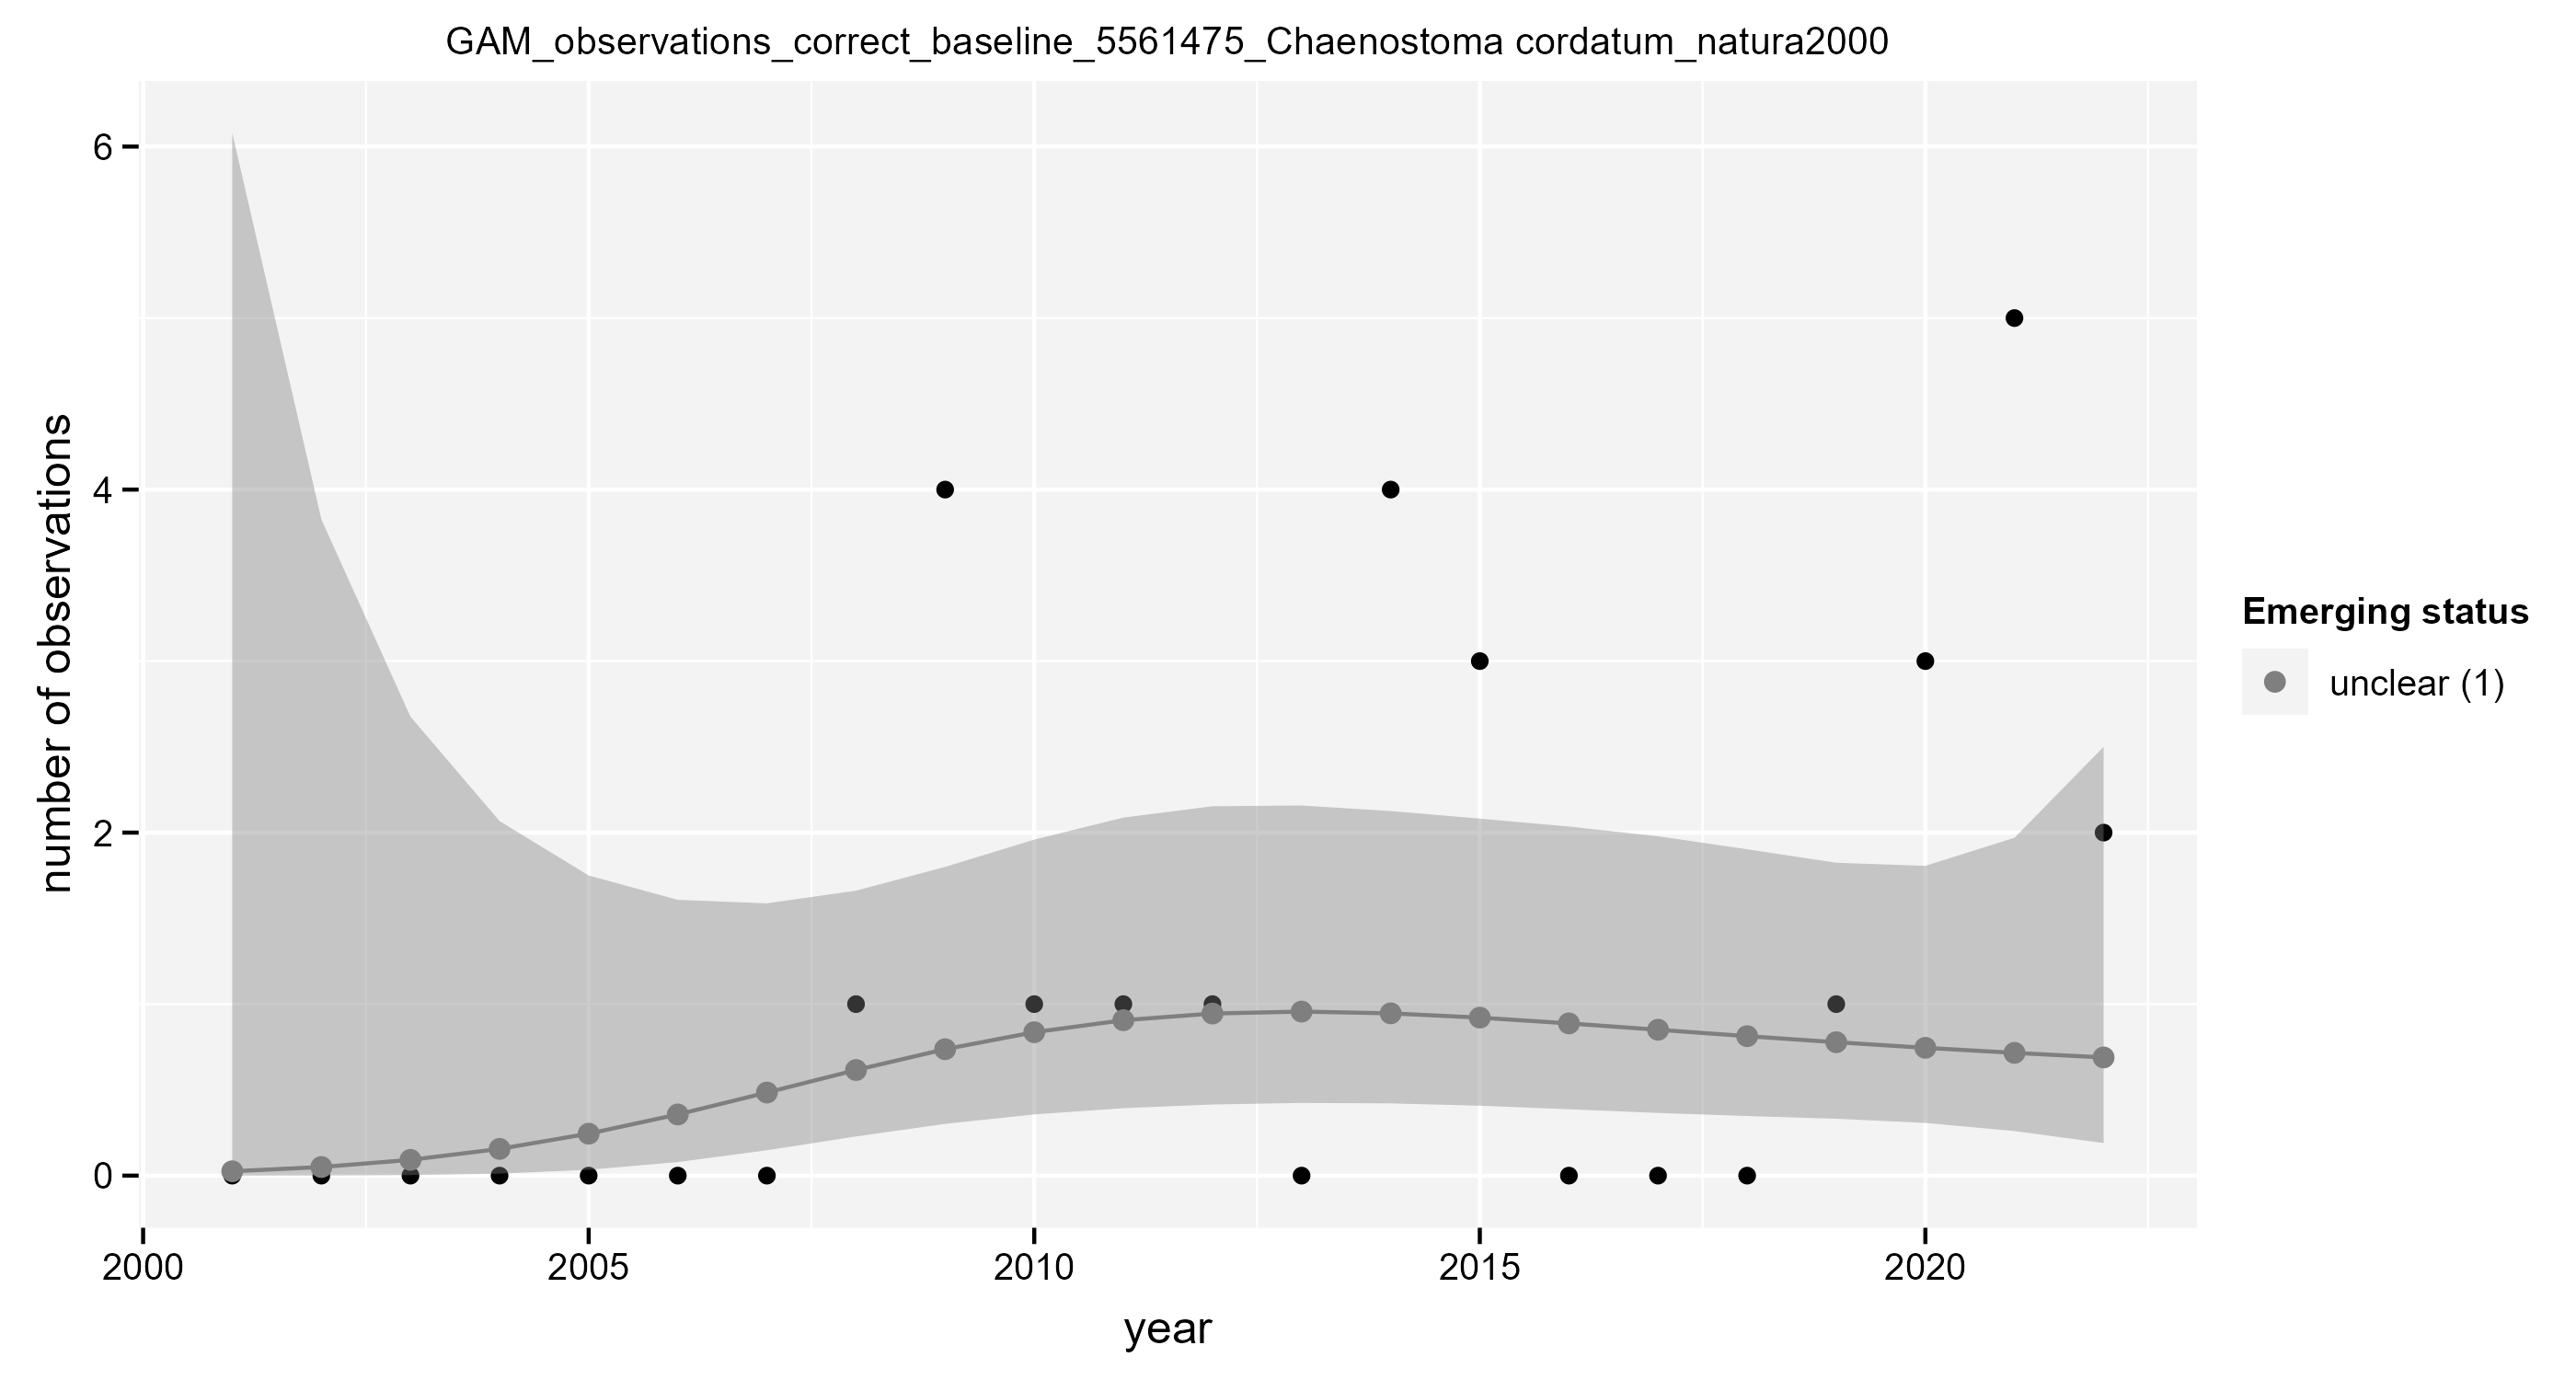 GAM_observations_correct_baseline_5561475_Chaenostoma cordatum_natura2000
number of observations
6
4
2
0
2000 2005 2010 2015 2020
year
Emerging status
unclear (1)